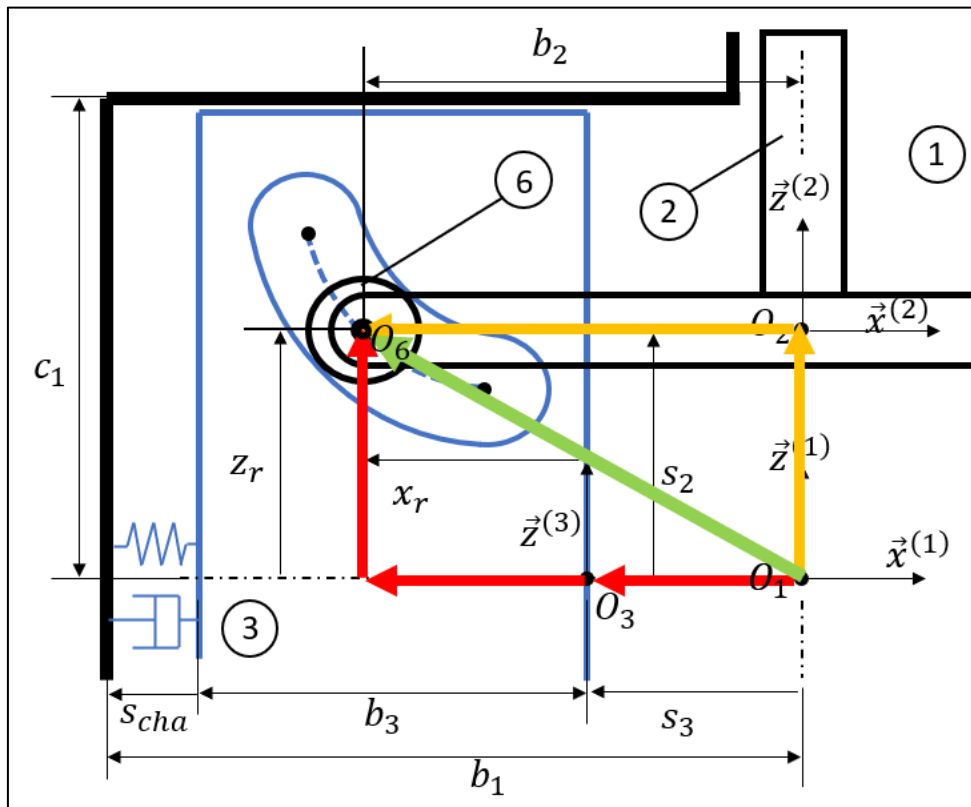 b₂
1
6
2
z⃗⁽²⁾
O₂
x⃗⁽²⁾
O₆
c₁
z⃗⁽¹⁾
zᵣ
s₂
xᵣ
z⃗⁽³⁾
x⃗⁽¹⁾
O₁
O₃
3
s_cha
b₃
s₃
b₁